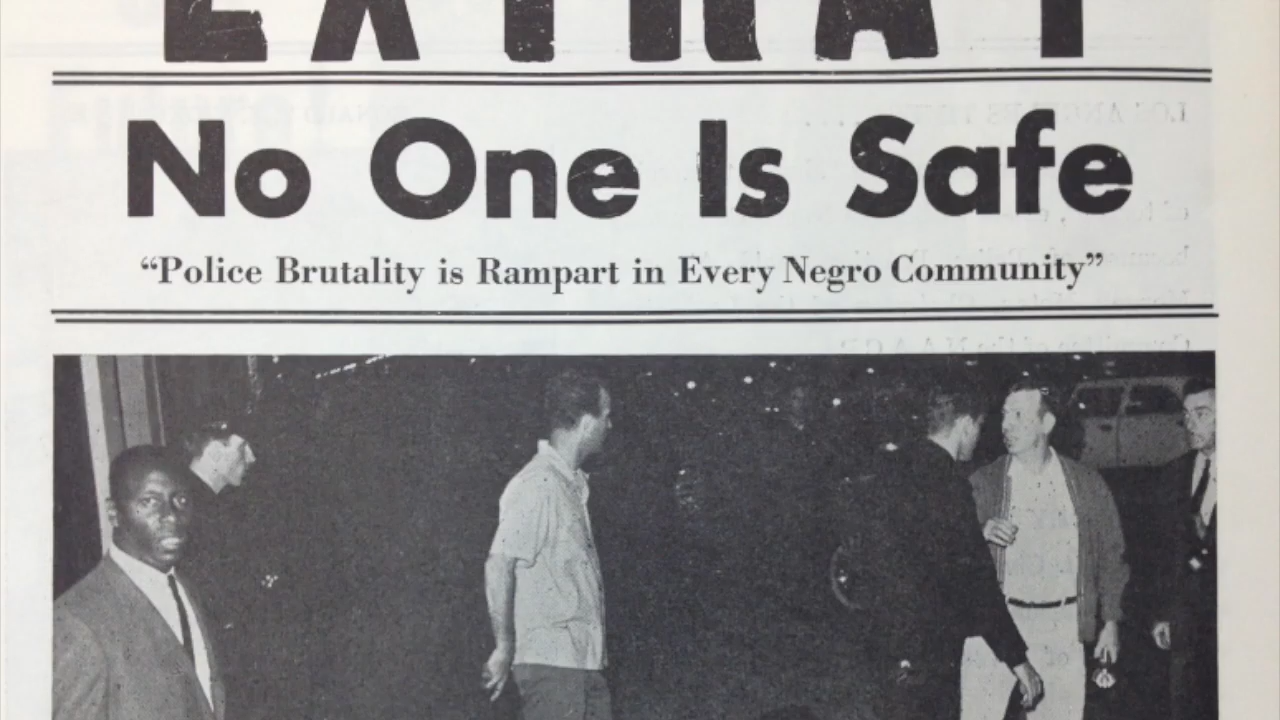 EXTRA!
No One Is Safe
“Police Brutality is Rampart in Every Negro Community”